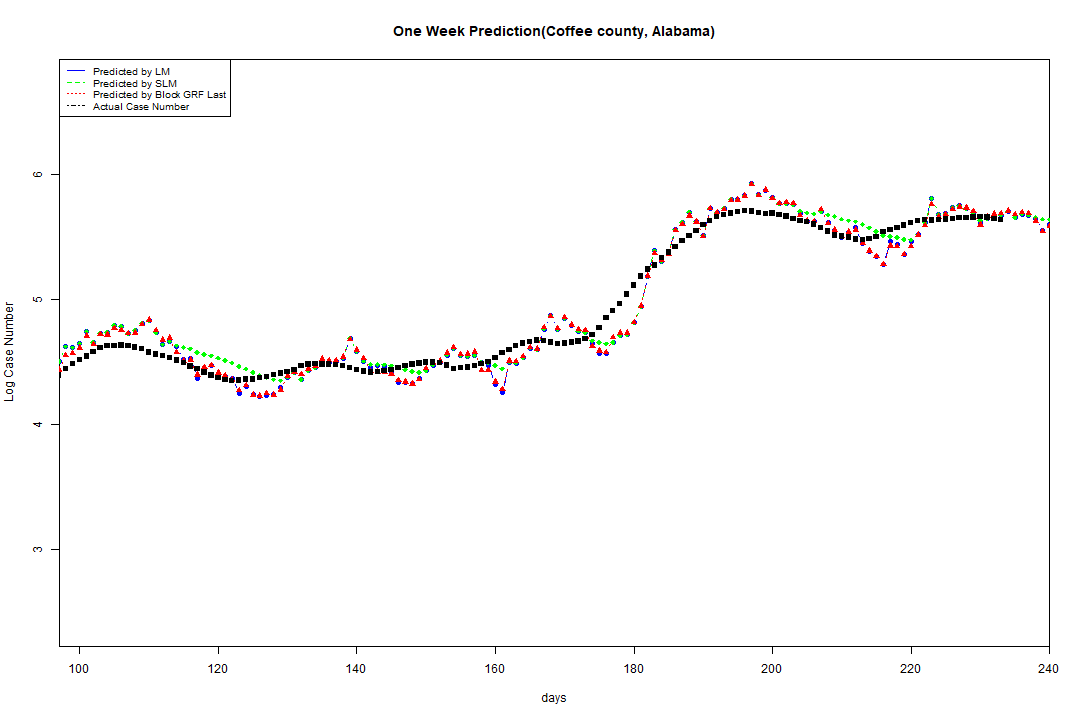 One Week Prediction(Coffee county, Alabama)
Predicted by LM
Predicted by SLM
Predicted by Block GRF Last
Actual Case Number
6
5
4
3
Log Case Number
100 120 140 160 180 200 220 240
days